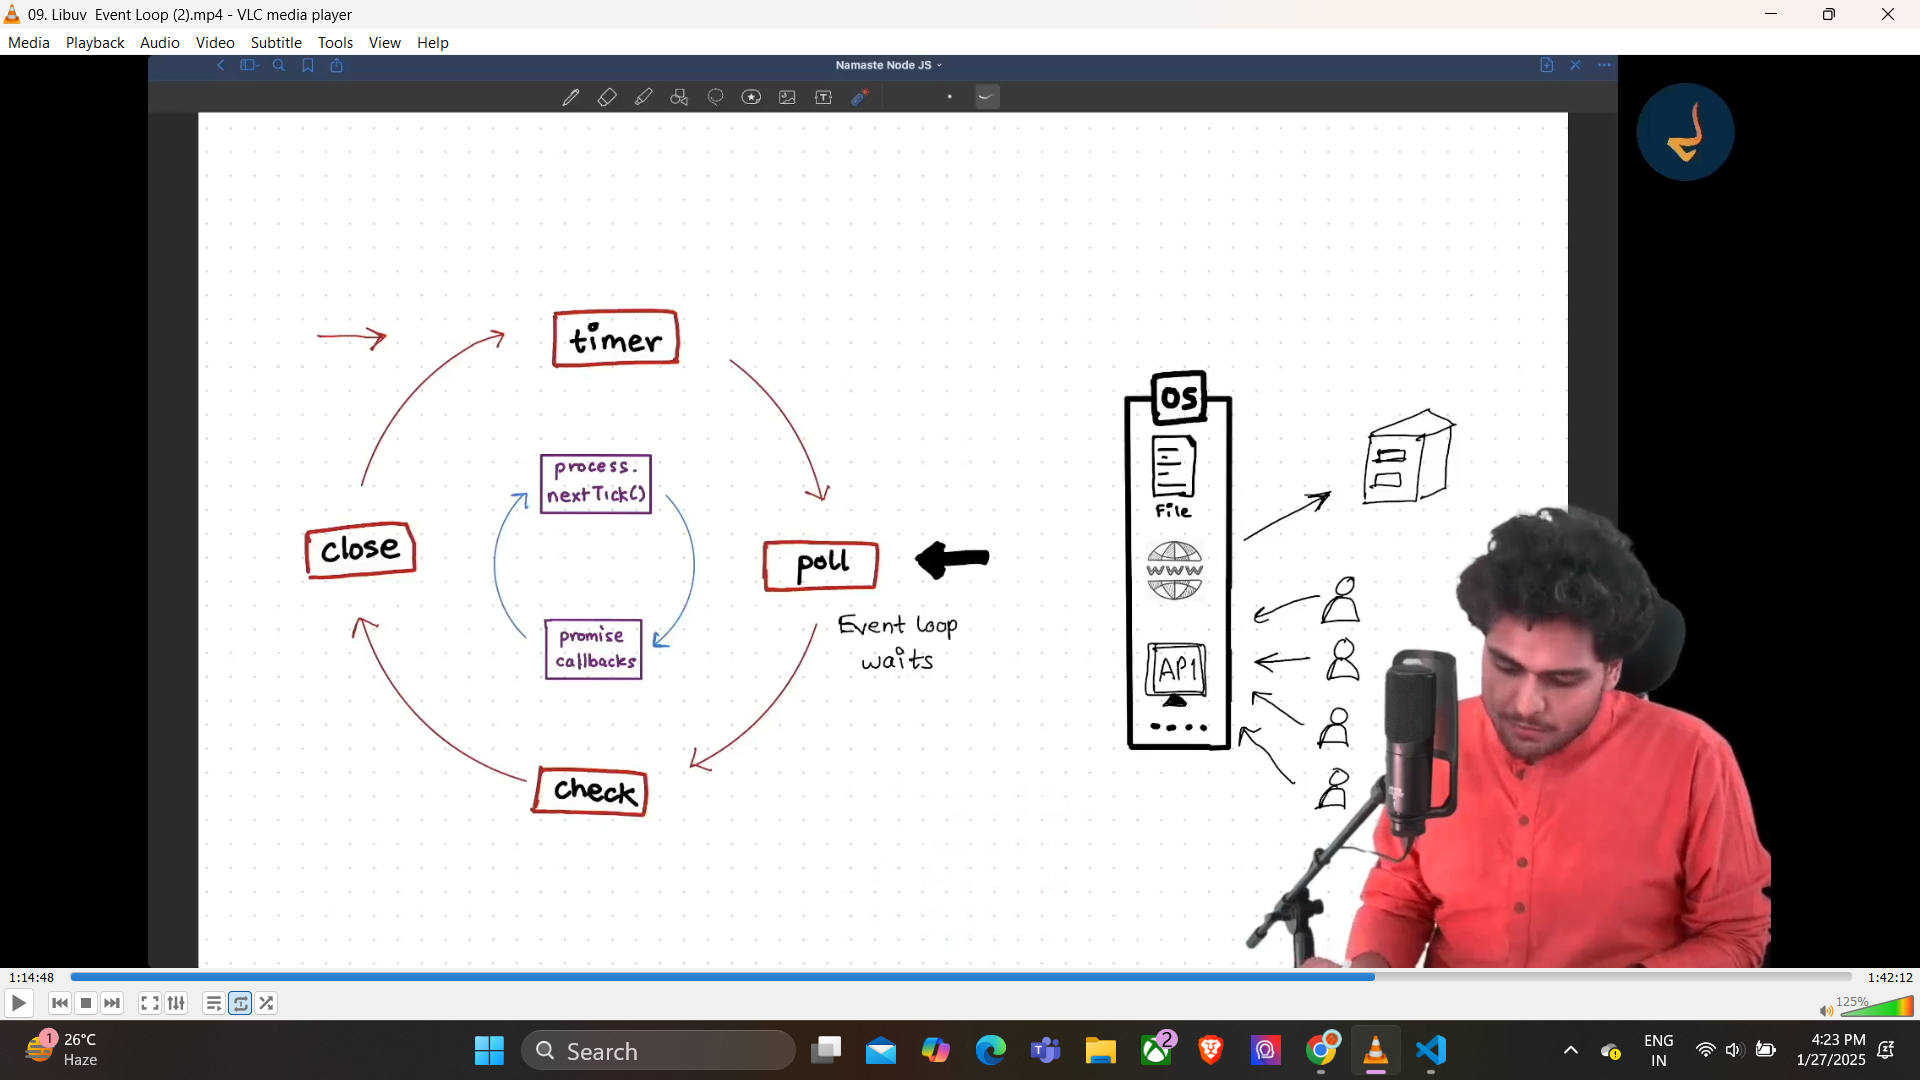 09. Libuv  Event Loop (2).mp4 - VLC media player
Media Playback Audio Video Subtitle Tools View Help
Namaste Node JS
timer
OS
process.
nextTick()
File
close
poll
www
Event loop
waits
promise
callbacks
API
check
1:14:48
1:42:12
125%
1
26°C
Haze
Search
2
ENG
IN
4:23 PM
1/27/2025